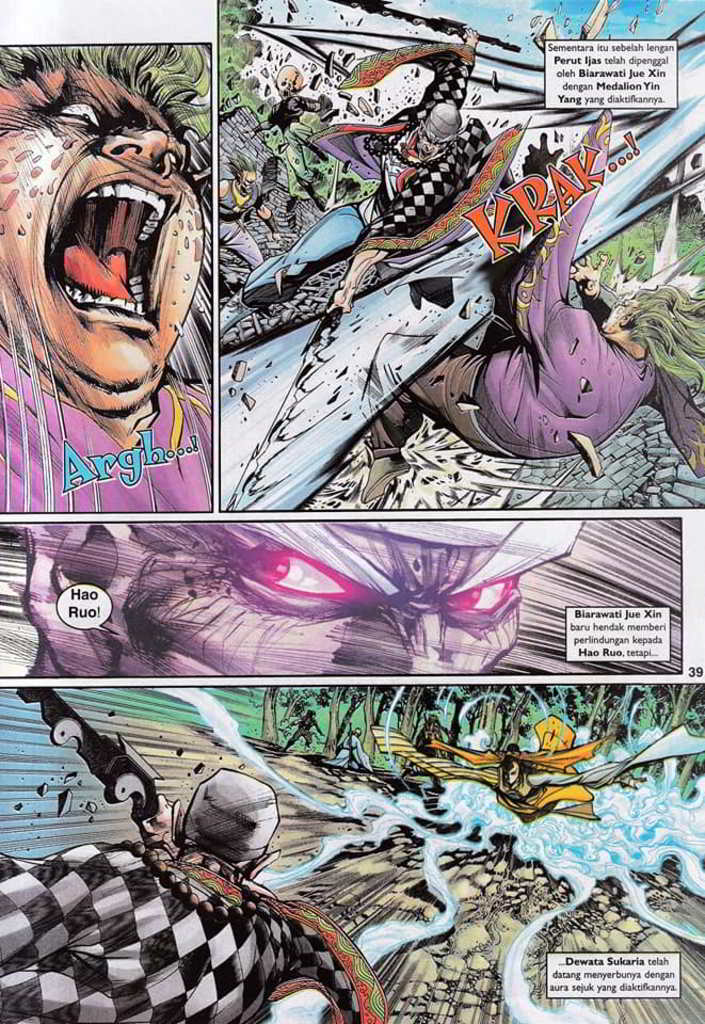 Argh...!
Sementara itu sebelah lengan
Perut Ijas telah dipenggal
oleh Biarawati Jue Xin
dengan Medalion Yin
Yang yang diaktifkannya.
KRAK...!
Hao
Ruo!
Biarawati Jue Xin
baru hendak memberi
perlindungan kepada
Hao Ruo, tetapi...
39
...Dewata Sukaria telah
datang menyerbunya dengan
aura sejuk yang diaktifkannya.